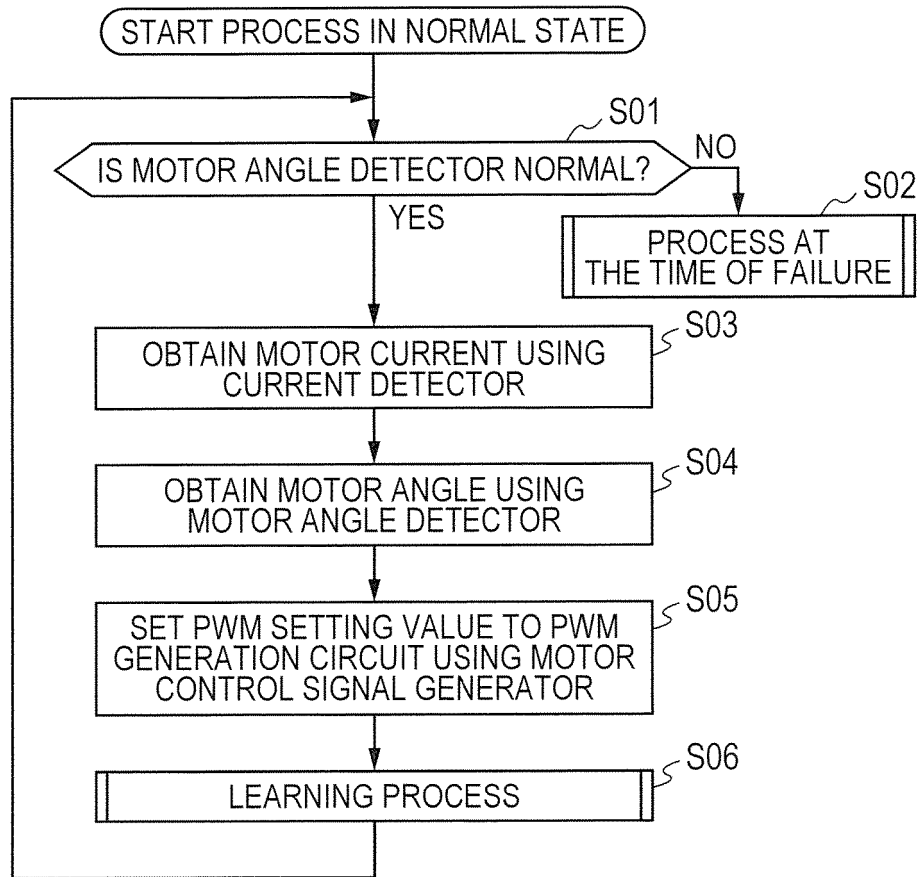 START PROCESS IN NORMAL STATE
S01
IS MOTOR ANGLE DETECTOR NORMAL?
NO
YES
S02
PROCESS AT
THE TIME OF FAILURE
S03
OBTAIN MOTOR CURRENT USING
CURRENT DETECTOR
S04
OBTAIN MOTOR ANGLE USING
MOTOR ANGLE DETECTOR
S05
SET PWM SETTING VALUE TO PWM
GENERATION CIRCUIT USING MOTOR
CONTROL SIGNAL GENERATOR
S06
LEARNING PROCESS